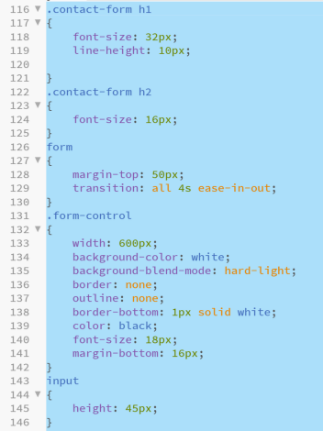 116 ▼ .contact-form h1
117 ▼ {
118 font-size: 32px;
119 line-height: 10px;
120
121 }
122 .contact-form h2
123 ▼ {
124 font-size: 16px;
125 }
126 form
127 ▼ {
128 margin-top: 50px;
129 transition: all 4s ease-in-out;
130 }
131 .form-control
132 ▼ {
133 width: 600px;
134 background-color: white;
135 background-blend-mode: hard-light;
136 border: none;
137 outline: none;
138 border-bottom: 1px solid white;
139 color: black;
140 font-size: 18px;
141 margin-bottom: 16px;
142 }
143 input
144 ▼ {
145 height: 45px;
146 }